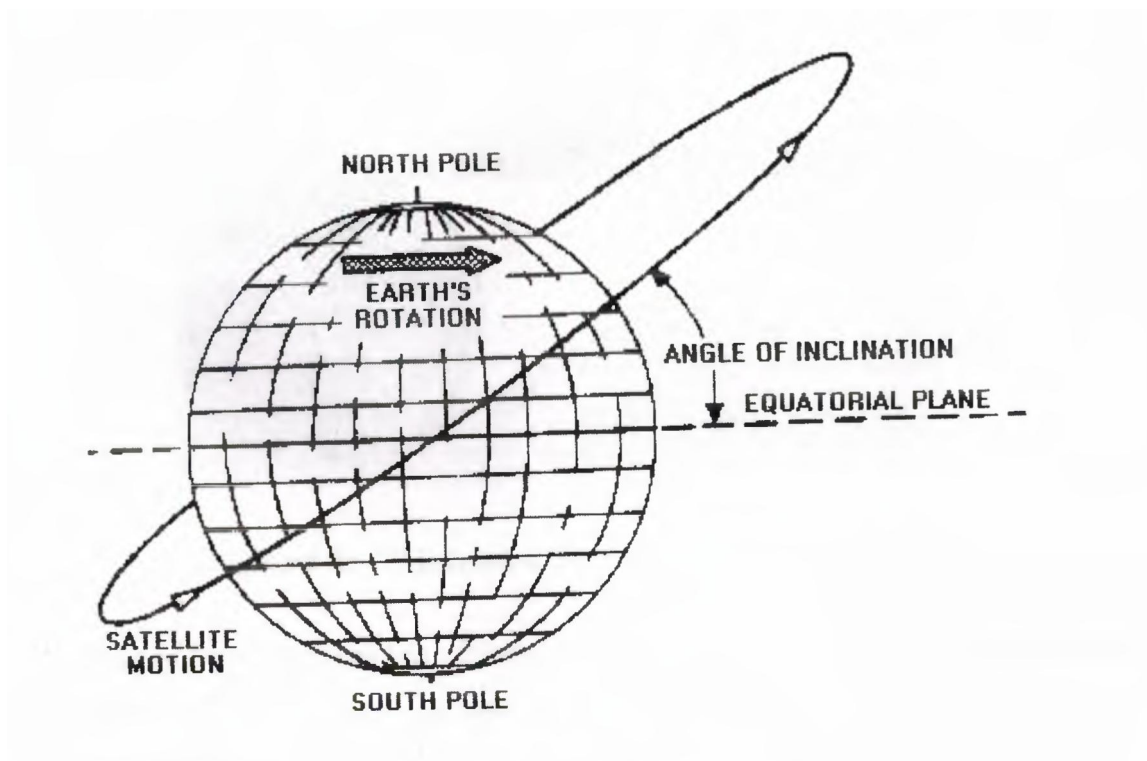 NORTH POLE
EARTH'S
ROTATION
ANGLE OF INCLINATION
EQUATORIAL PLANE
SATELLITE
MOTION
SOUTH POLE